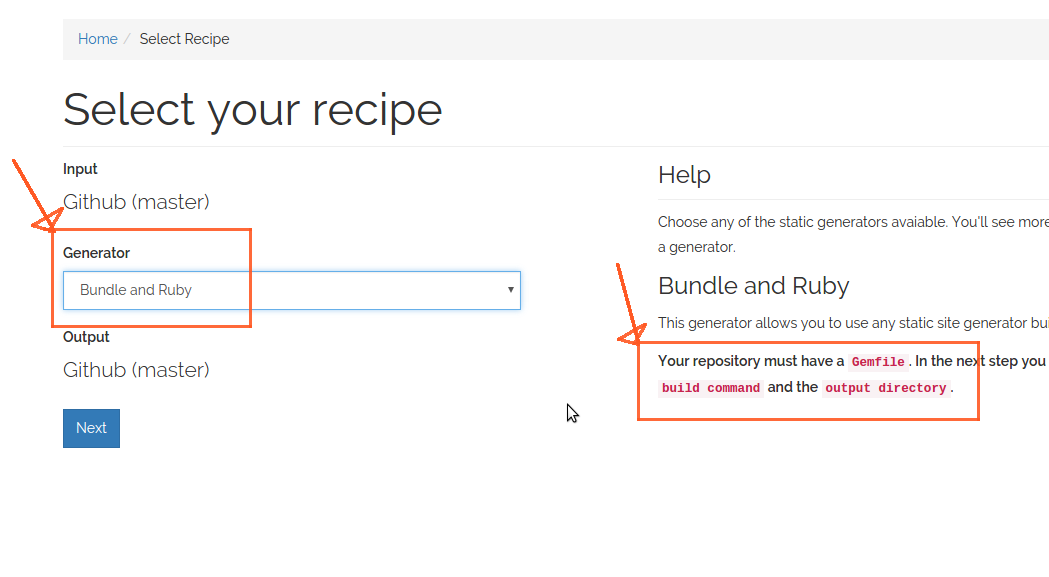 Home / Select Recipe
Select your recipe
Input
Github (master)
Generator
Bundle and Ruby
Output
Github (master)
Next
Help
Choose any of the static generators avaiable. You'll see more
a generator.
Bundle and Ruby
This generator allows you to use any static site generator bui
Your repository must have a Gemfile. In the next step you
build command and the output directory.